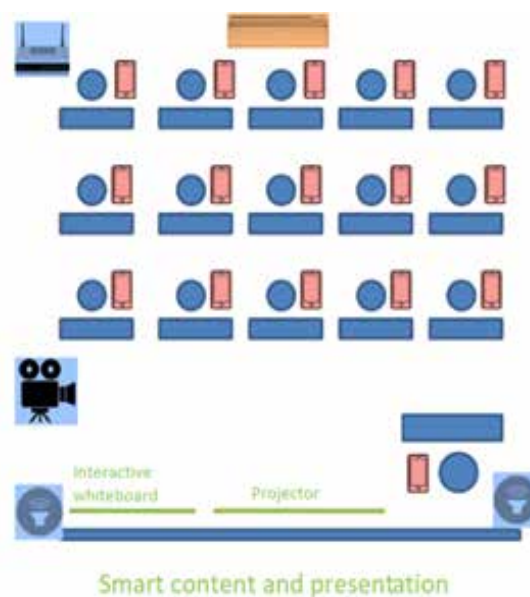 Interactive
whiteboard
Projector
Smart content and presentation